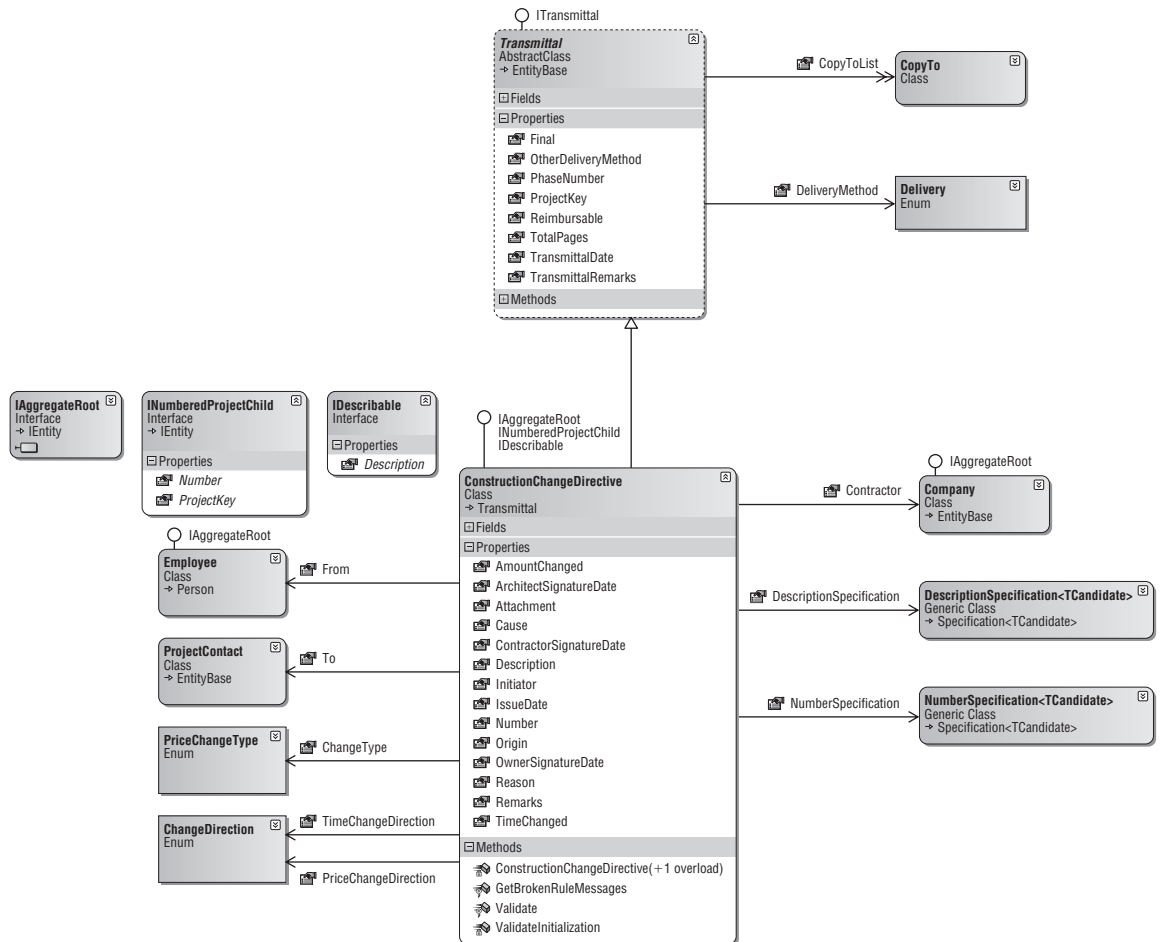 ITransmittal
Transmittal
AbstractClass
→ EntityBase
Fields
Properties
Final
OtherDeliveryMethod
PhaseNumber
ProjectKey
Reimbursable
TotalPages
TransmittalDate
TransmittalRemarks
Methods
CopyToList
CopyTo
Class
DeliveryMethod
Delivery
Enum
IAggregateRoot
Interface
→ IEntity
INumberedProjectChild
Interface
→ IEntity
Properties
Number
ProjectKey
IDescribable
Interface
Properties
Description
IAggregateRoot
INumberedProjectChild
IDescribable
ConstructionChangeDirective
Class
→ Transmittal
Fields
Properties
AmountChanged
ArchitectSignatureDate
Attachment
Cause
ContractorSignatureDate
Description
Initiator
IssueDate
Number
Origin
OwnerSignatureDate
Reason
Remarks
TimeChanged
Methods
ConstructionChangeDirective(+1 overload)
GetBrokenRuleMessages
Validate
ValidateInitialization
IAggregateRoot
Employee
Class
→ Person
From
ProjectContact
Class
→ EntityBase
To
PriceChangeType
Enum
ChangeType
ChangeDirection
Enum
TimeChangeDirection
PriceChangeDirection
IAggregateRoot
Contractor
Company
Class
→ EntityBase
DescriptionSpecification
DescriptionSpecification<TCandidate>
Generic Class
→ Specification<TCandidate>
NumberSpecification
NumberSpecification<TCandidate>
Generic Class
→ Specification<TCandidate>